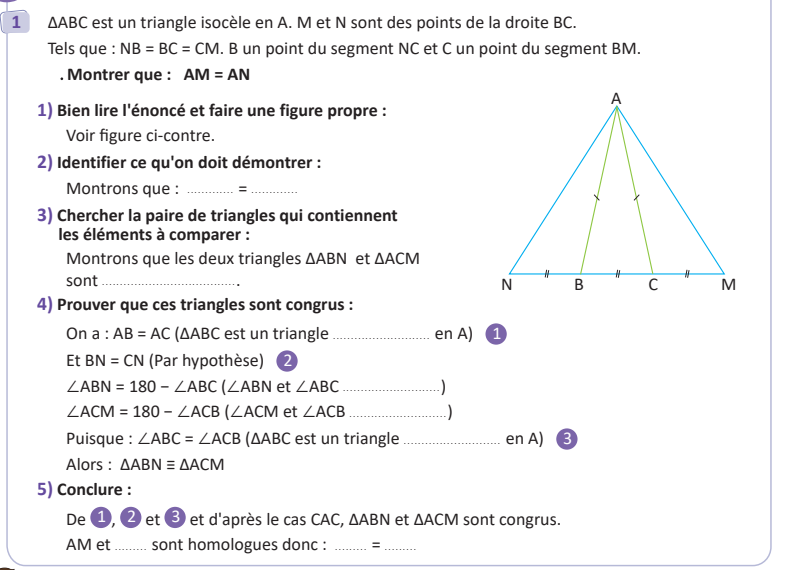 1 ΔABC est un triangle isocèle en A. M et N sont des points de la droite BC.
Tels que : NB = BC = CM. B un point du segment NC et C un point du segment BM.
. Montrer que : AM = AN
1) Bien lire l'énoncé et faire une figure propre :
Voir figure ci-contre.
2) Identifier ce qu'on doit démontrer :
Montrons que : ............. = .............
3) Chercher la paire de triangles qui contiennent
les éléments à comparer :
Montrons que les deux triangles ΔABN et ΔACM
sont ..................................... .
4) Prouver que ces triangles sont congrus :
On a : AB = AC (ΔABC est un triangle ........................... en A) 1
Et BN = CN (Par hypothèse) 2
∠ABN = 180 − ∠ABC (∠ABN et ∠ABC ...........................)
∠ACM = 180 − ∠ACB (∠ACM et ∠ACB ...........................)
Puisque : ∠ABC = ∠ACB (ΔABC est un triangle ........................... en A) 3
Alors : ΔABN ≡ ΔACM
5) Conclure :
De 1, 2 et 3 et d'après le cas CAC, ΔABN et ΔACM sont congrus.
AM et ......... sont homologues donc : ......... = .........
A
N B C M